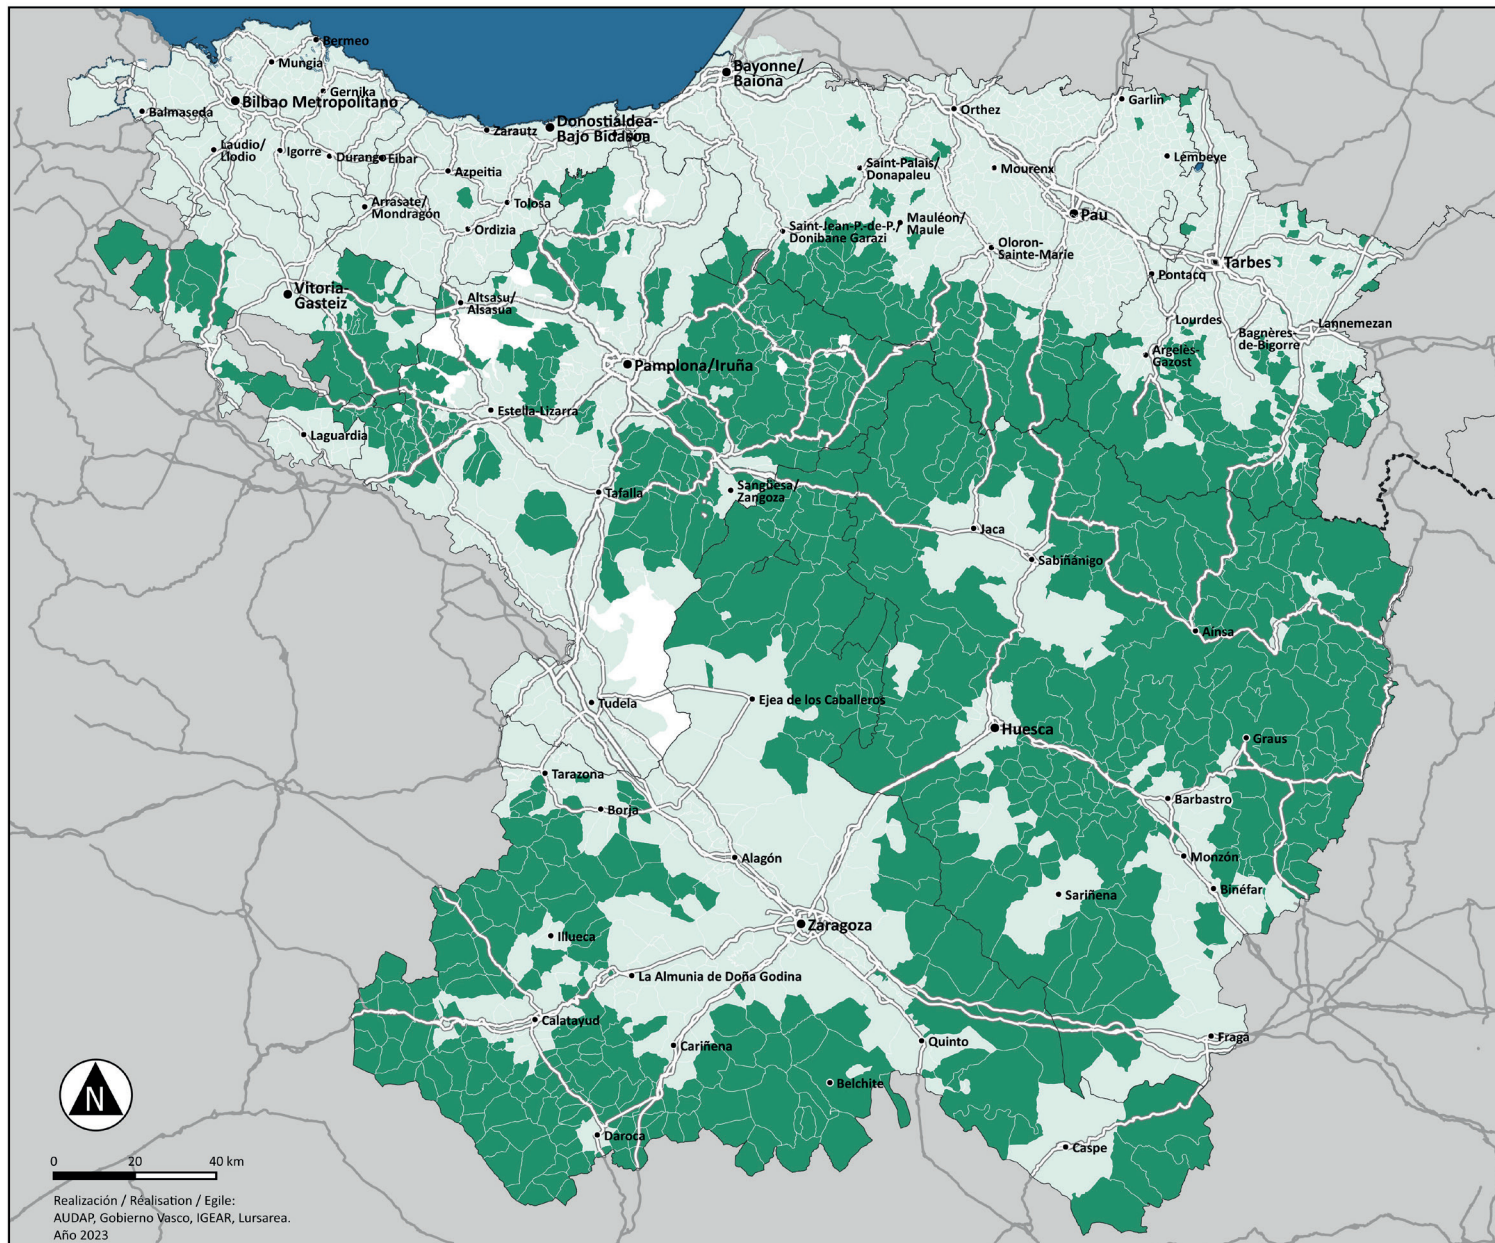 Bermeo
Mungia
Gernika
Bilbao Metropolitano
Balmaseda
Zarautz
Donostialdea-
Bajo Bidasoa
Bayonne/
Baiona
Orthez
Garlin
Laudio/
Llodio
Igorre
Durango
Eibar
Azpeitia
Saint-Palais/
Donapaleu
Mourenx
Lembeye
Arrasate/
Mondragón
Tolosa
Ordizia
Saint-Jean-P.-de-P./
Donibane Garazi
Mauléon/
Maule
Pau
Oloron-
Sainte-Marie
Tarbes
Pontacq
Vitoria-
Gasteiz
Altsasu/
Alsasua
Lourdes
Bagnères-
de-Bigorre
Lannemezan
Argelès-
Gazost
Pamplona/Iruña
Estella-Lizarra
Laguardia
Tafalla
Sangüesa/
Zangoza
Jaca
Sabiñánigo
Aínsa
Tudela
Ejea de los Caballeros
Huesca
Graus
Tarazona
Borja
Barbastro
Alagón
Monzón
Binéfar
Sariñena
Zaragoza
Illueca
La Almunia de Doña Godina
Calatayud
Cariñena
Quinto
Fraga
Belchite
Daroca
Caspe
N
0 20 40 km
Realización / Réalisation / Egile:
AUDAP, Gobierno Vasco, IGEAR, Lursarea.
Año 2023